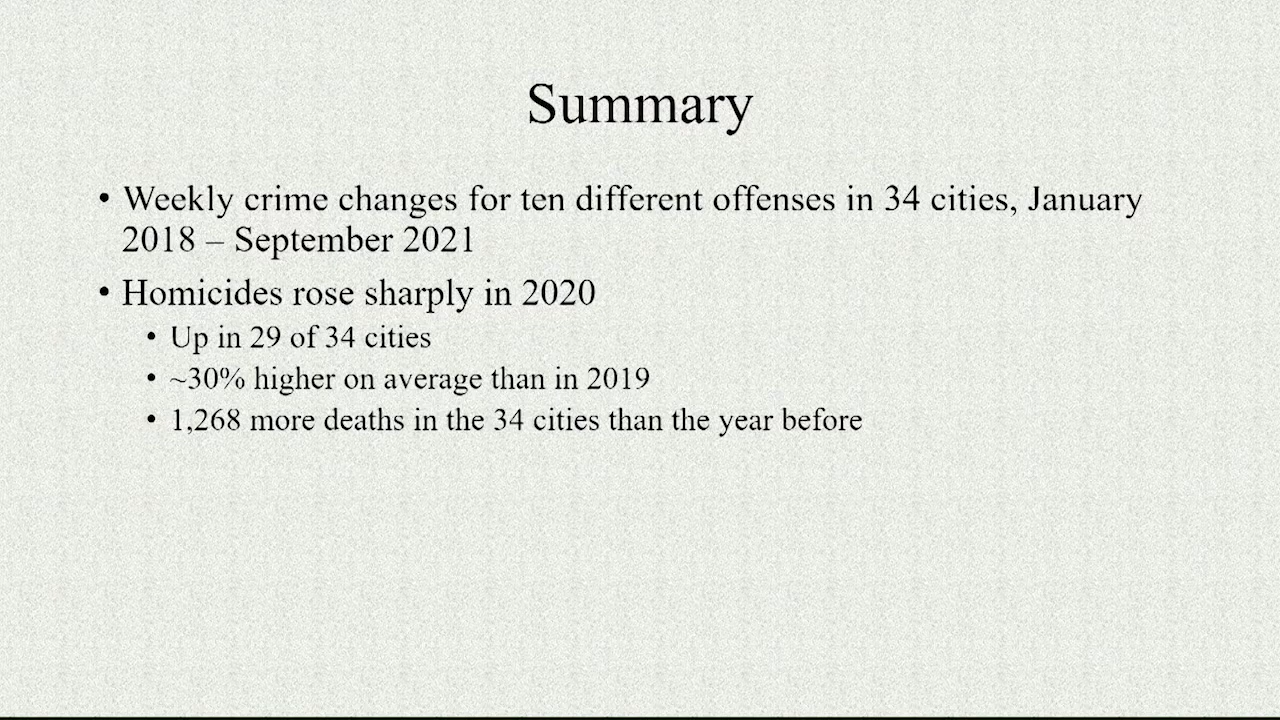 Summary
• Weekly crime changes for ten different offenses in 34 cities, January
2018 – September 2021
• Homicides rose sharply in 2020
• Up in 29 of 34 cities
• ~30% higher on average than in 2019
• 1,268 more deaths in the 34 cities than the year before